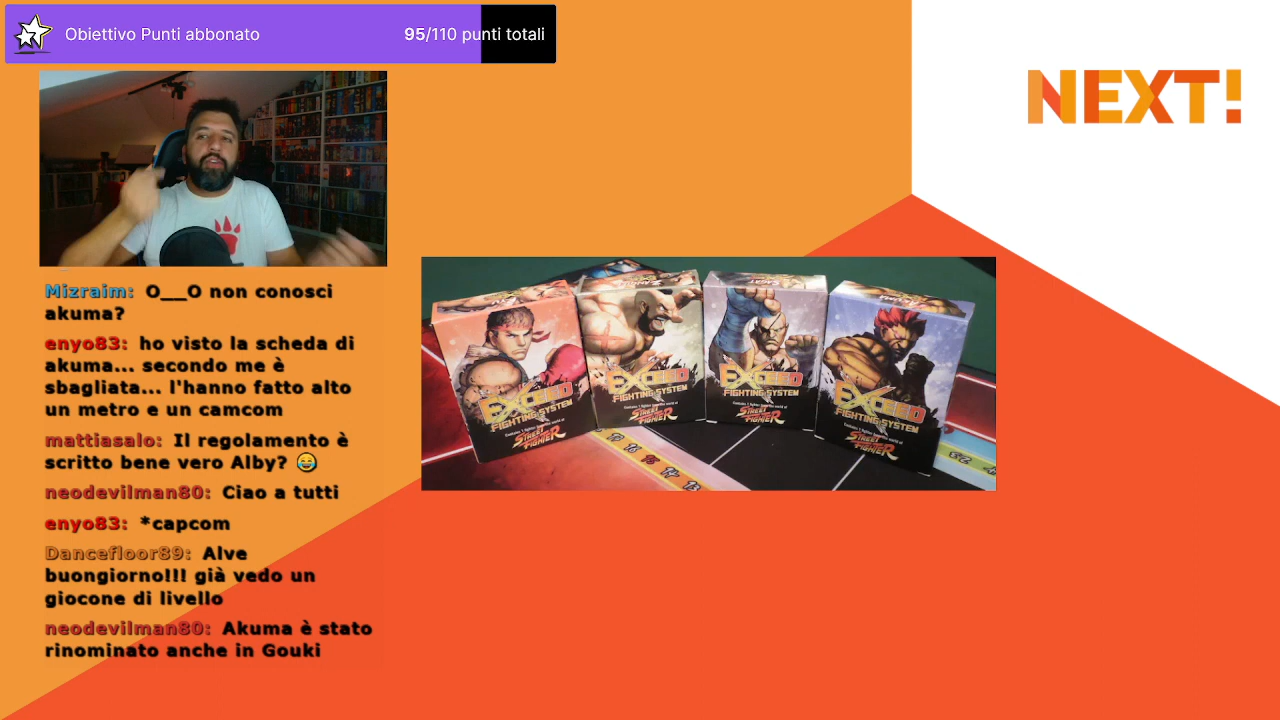 Obiettivo Punti abbonato 95/110 punti totali
NEXT!
Mizraim: O__O non conosci
akuma?
enyo83: ho visto la scheda di
akuma... secondo me è
sbagliata... l'hanno fatto alto
un metro e un camcom
mattiasalo: Il regolamento è
scritto bene vero Alby? 😂
neodevilman80: Ciao a tutti
enyo83: *capcom
Dancefloor89: Alve
buongiorno!!! già vedo un
giocone di livello
neodevilman80: Akuma è stato
rinominato anche in Gouki
EXCEED
FIGHTING SYSTEM
STREET
FIGHTER
EXCEED
FIGHTING SYSTEM
STREET
FIGHTER
EXCEED
FIGHTING SYSTEM
STREET
FIGHTER
EXCEED
FIGHTING SYSTEM
STREET
FIGHTER